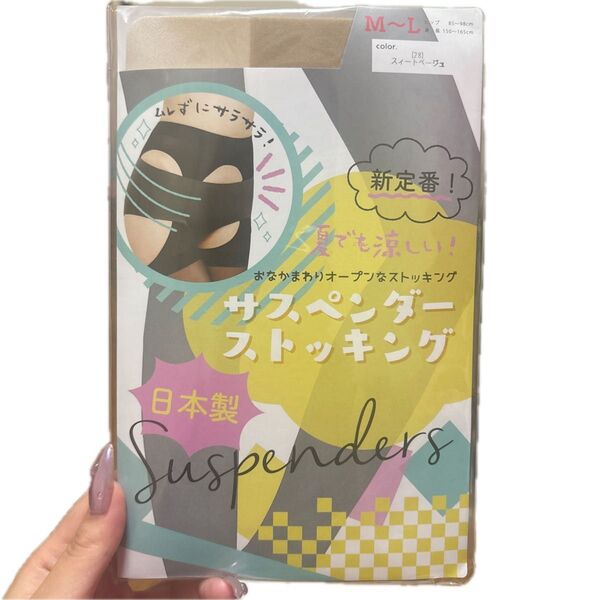 M～L
ヒップ 85～98cm
身長 150～165cm
color.
[28]
スィートベージュ
ムレずにサラサラ!
新定番!
夏でも涼しい!
おなかまわりオープンなストッキング
サスペンダー
ストッキング
日本製
Suspenders